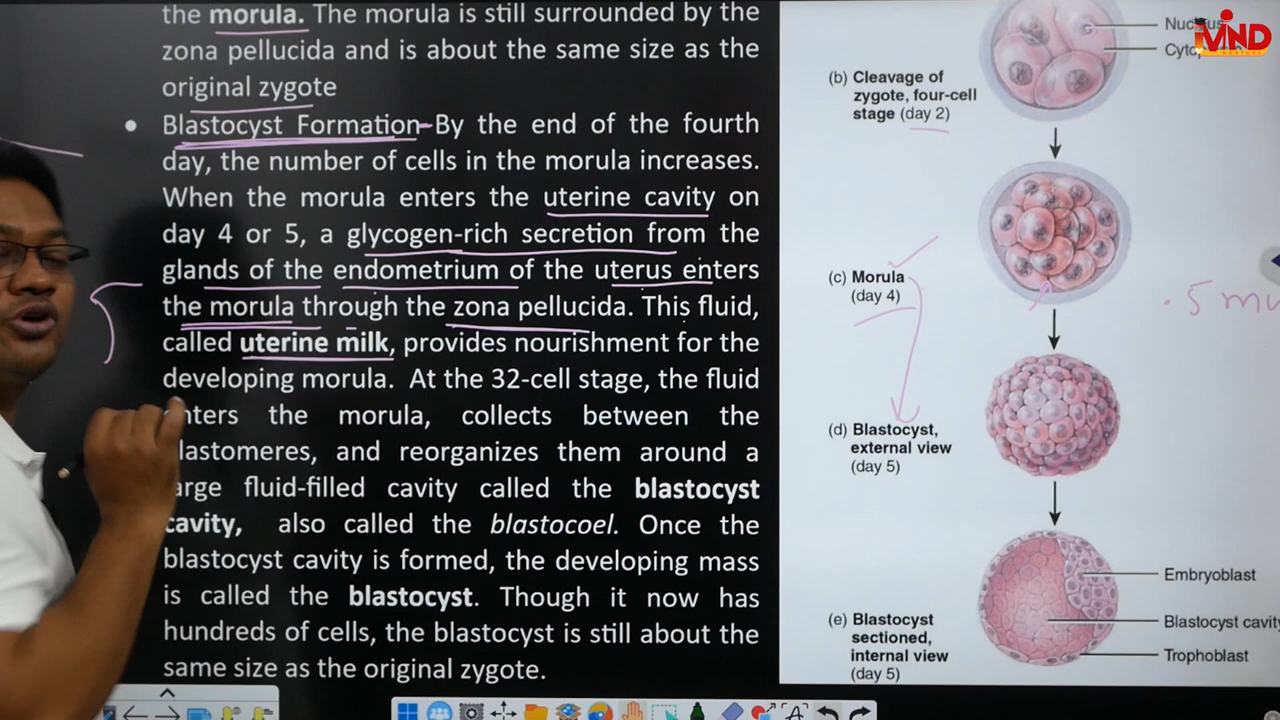 the morula. The morula is still surrounded by the
zona pellucida and is about the same size as the
original zygote
• Blastocyst Formation-By the end of the fourth
day, the number of cells in the morula increases.
When the morula enters the uterine cavity on
day 4 or 5, a glycogen-rich secretion from the
glands of the endometrium of the uterus enters
the morula through the zona pellucida. This fluid,
called uterine milk, provides nourishment for the
developing morula. At the 32-cell stage, the fluid
the morula, collects between the
and reorganizes them around a
fluid-filled cavity called the blastocyst
cavity, also called the blastocoel. Once the
blastocyst cavity is formed, the developing mass
is called the blastocyst. Though it now has
hundreds of cells, the blastocyst is still about the
same size as the original zygote.
(b) Cleavage of
zygote, four-cell
stage (day 2)
(c) Morula
(day 4)
(d) Blastocyst,
external view
(day 5)
(e) Blastocyst
sectioned,
internal view
(day 5)
ViND
Embryoblast
Blastocyst cavity
Trophoblast
.5